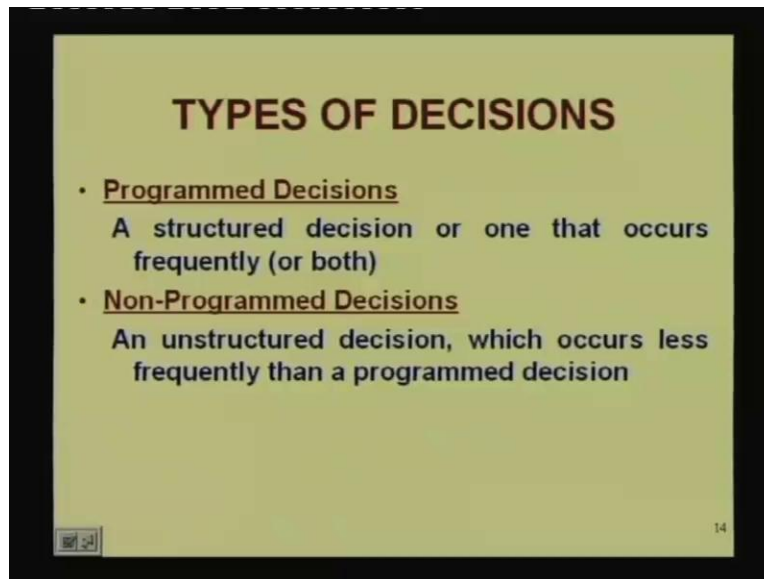 TYPES OF DECISIONS
• Programmed Decisions
A structured decision or one that occurs
frequently (or both)
• Non-Programmed Decisions
An unstructured decision, which occurs less
frequently than a programmed decision
14